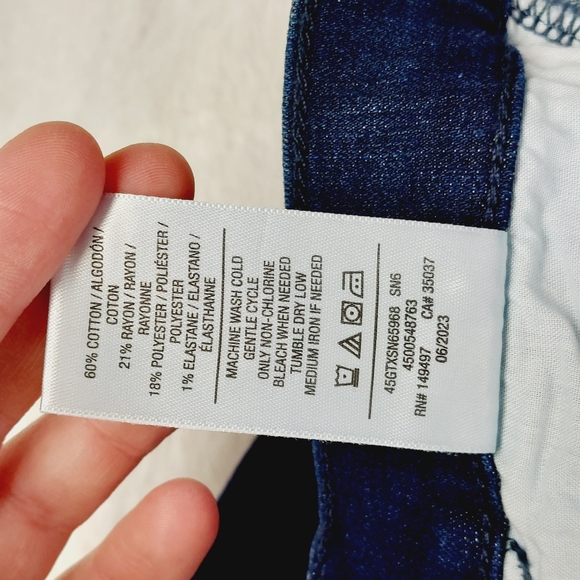 60% COTTON / ALGODÓN /
COTON
21% RAYON / RAYON /
RAYONNE
18% POLYESTER / POLIÉSTER /
POLYESTER
1% ELASTANE / ELASTANO /
ÉLASTHANNE
MACHINE WASH COLD
GENTLE CYCLE
ONLY NON-CHLORINE
BLEACH WHEN NEEDED
TUMBLE DRY LOW
MEDIUM IRON IF NEEDED
45GTXSN65968 SN6
4500548763
RN# 149497 CA# 35037
06/2023